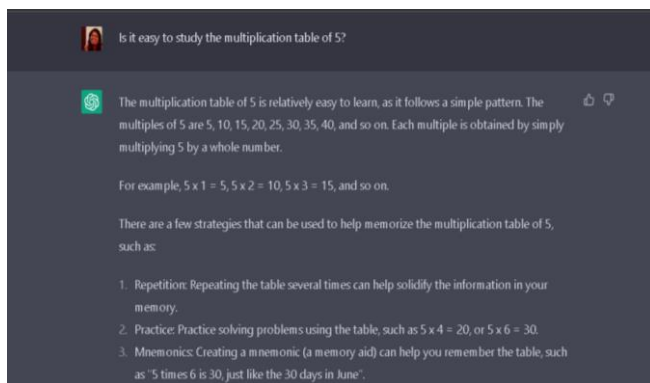 Is it easy to study the multiplication table of 5?
The multiplication table of 5 is relatively easy to learn, as it follows a simple pattern. The
multiples of 5 are 5, 10, 15, 20, 25, 30, 35, 40, and so on. Each multiple is obtained by simply
multiplying 5 by a whole number.
For example, 5 x 1 = 5, 5 x 2 = 10, 5 x 3 = 15, and so on.
There are a few strategies that can be used to help memorize the multiplication table of 5,
such as:
1. Repetition: Repeating the table several times can help solidify the information in your
memory.
2. Practice: Practice solving problems using the table, such as 5 x 4 = 20, or 5 x 6 = 30.
3. Mnemonics: Creating a mnemonic (a memory aid) can help you remember the table, such
as "5 times 6 is 30, just like the 30 days in June".